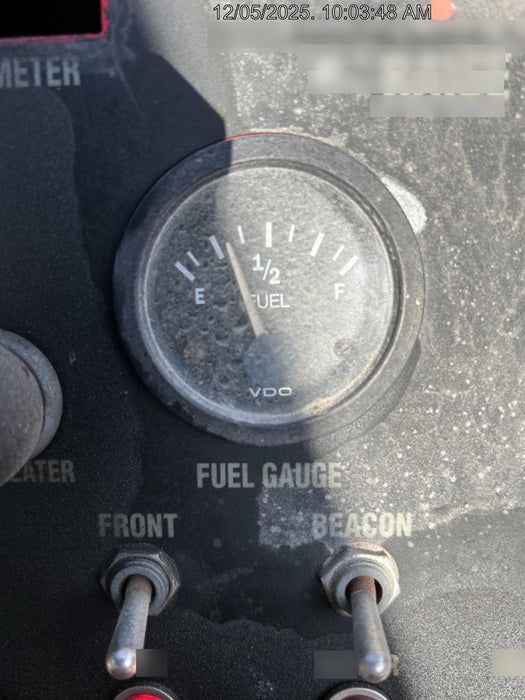 12/05/2025. 10:03:48 AM
METER
1/2
E
F
FUEL
VDO
EATER
FUEL GAUGE
FRONT
BEACON